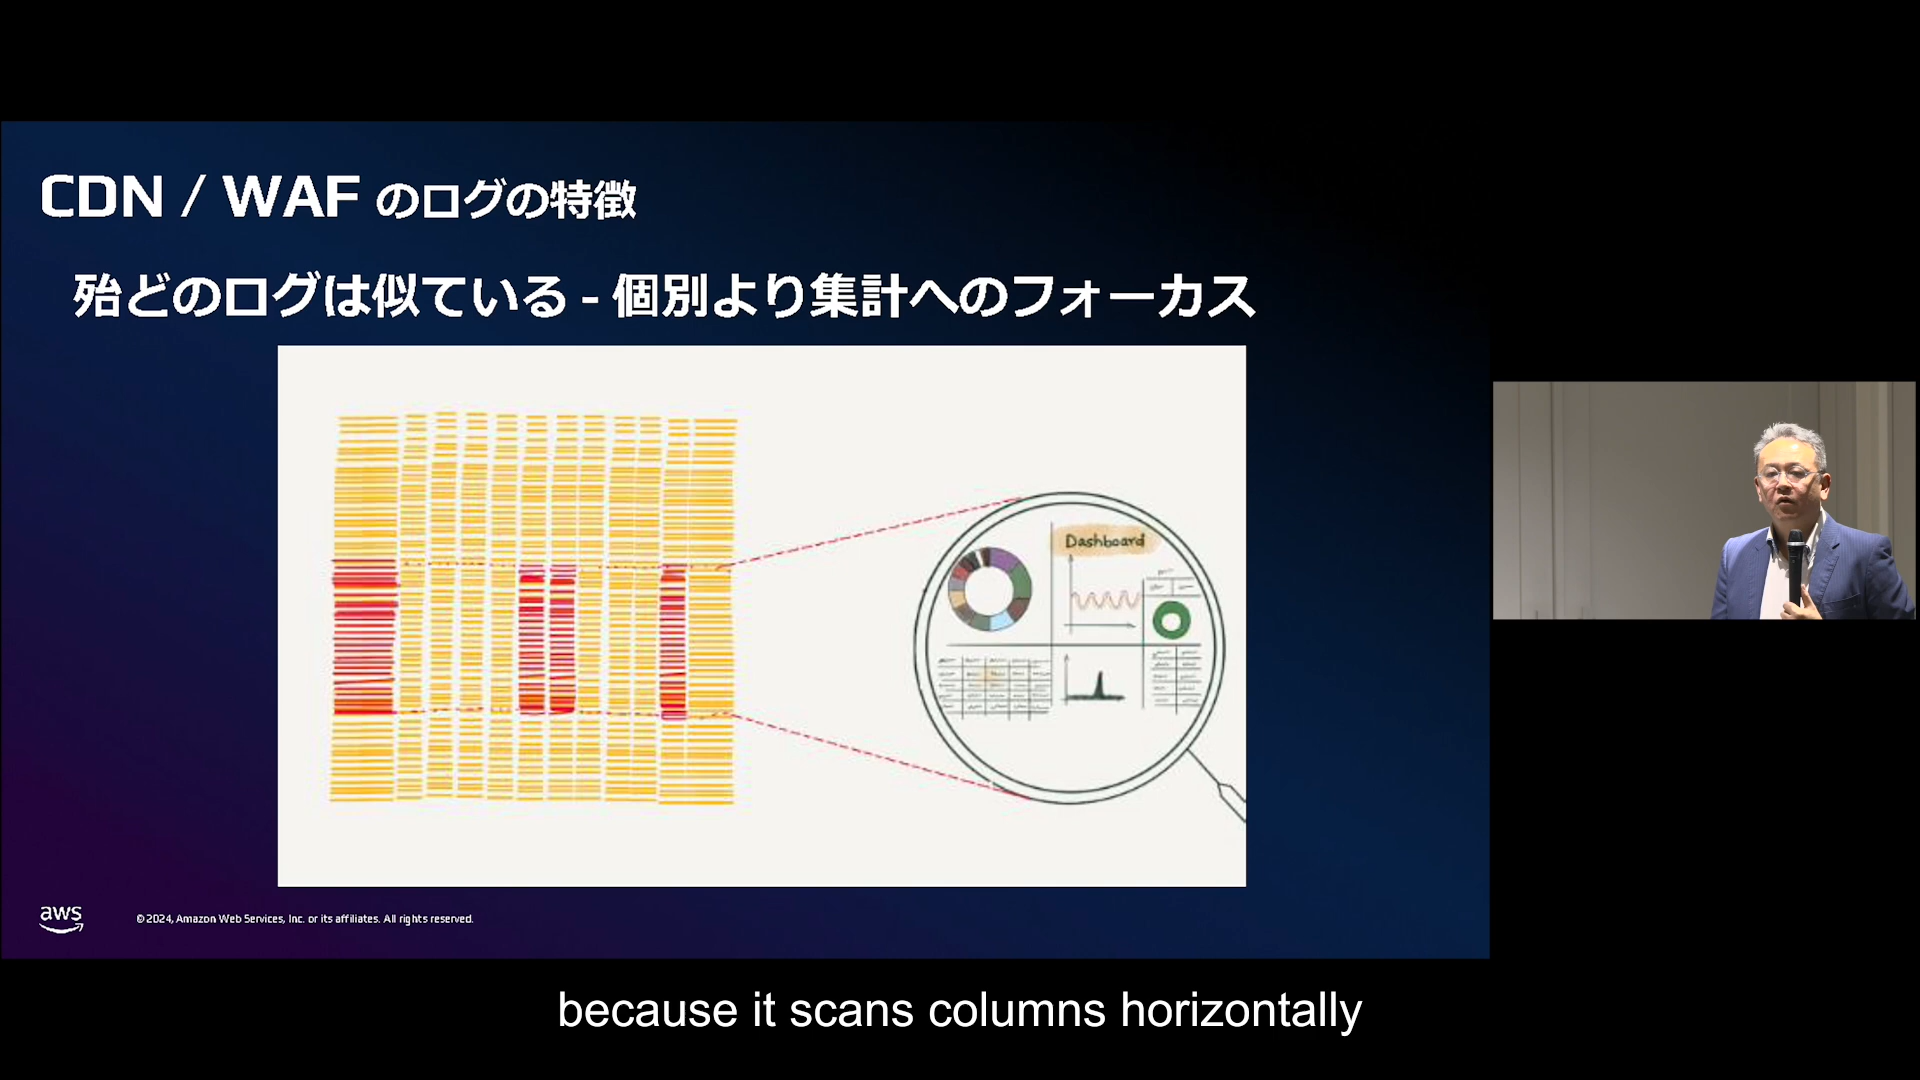 CDN / WAF のログの特徴
殆どのログは似ている - 個別より集計へのフォーカス
Dashboard
aws
© 2024, Amazon Web Services, Inc. or its affiliates. All rights reserved.
because it scans columns horizontally